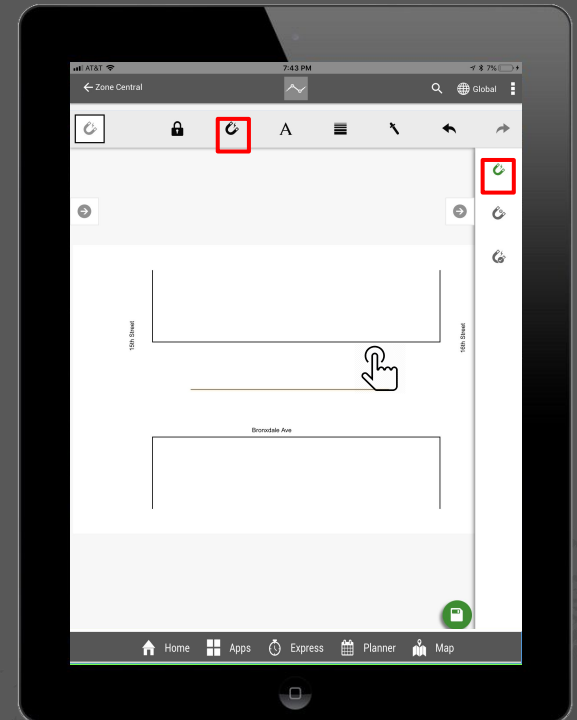 AT&T 7:43 PM 7%
Zone Central Global
A
15th Street
16th Street
Bronxdale Ave
Home Apps Express Planner Map